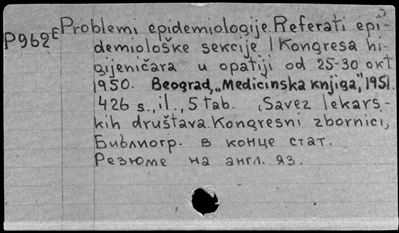 P962E Problemi epidemiologije. Referati epi-
demiološke sekcije I Kongresa hi-
gijeničara u opatiji od 25-30 okt
1950. Beograd, „Medicinska knjiga", 1951.
426 s., il., 5 tab. (Savez lekars-
kih društava. Kongresni zbornici,
Библиогр. в конце стат.
Резюме на англ. яз.